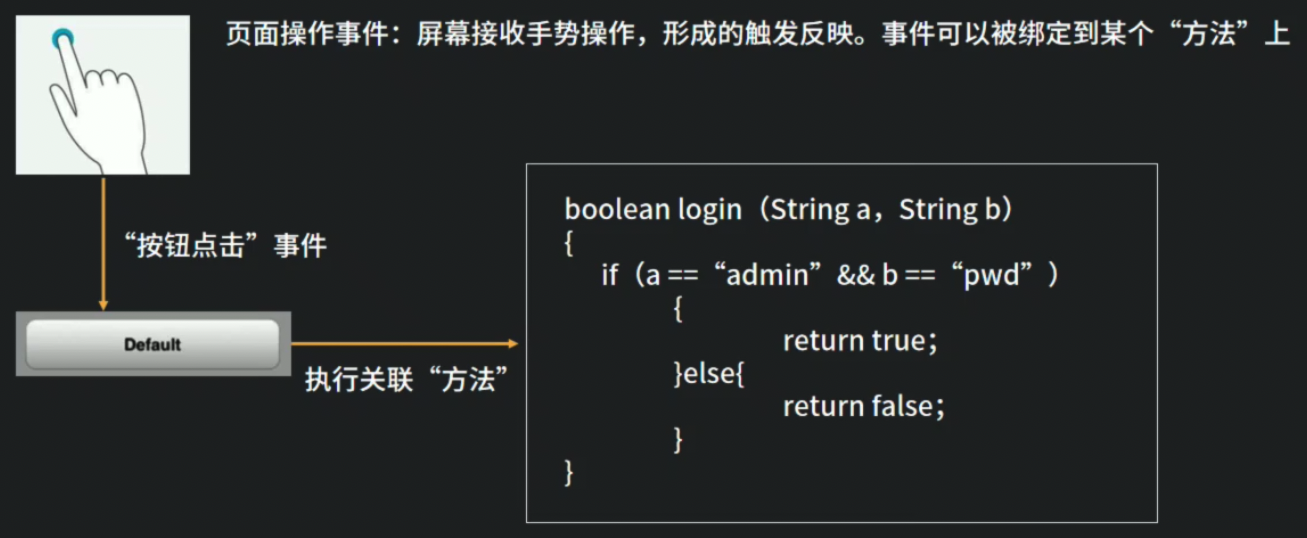 页面操作事件：屏幕接收手势操作，形成的触发反映。事件可以被绑定到某个“方法”上
“按钮点击”事件
Default
执行关联“方法”
boolean login（String a，String b）
{
if（a ==“admin”&& b ==“pwd”）
{
return true；
}else{
return false；
}
}